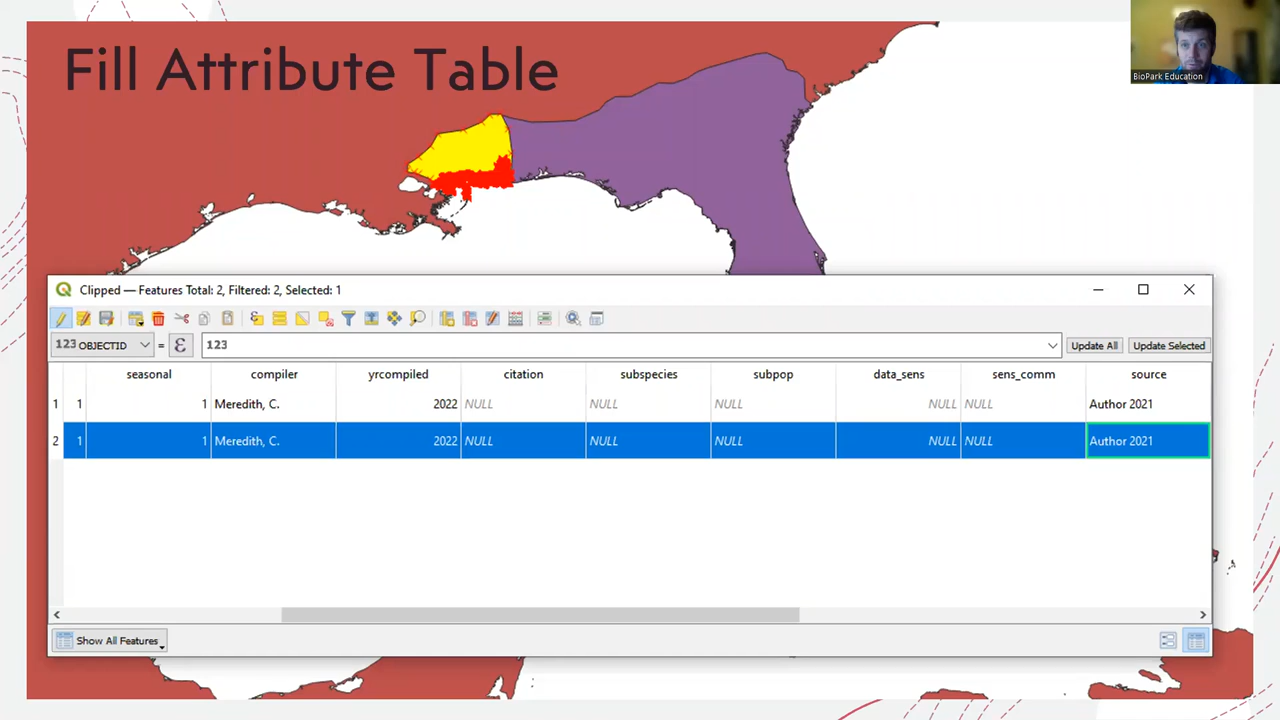 Fill Attribute Table
BioPark Education
Clipped — Features Total: 2, Filtered: 2, Selected: 1
123 OBJECTID = ε 123 Update All Update Selected
seasonal compiler yrcompiled citation subspecies subpop data_sens sens_comm source
1 1 1 Meredith, C. 2022 NULL NULL NULL NULL NULL Author 2021
2 1 1 Meredith, C. 2022 NULL NULL NULL NULL NULL Author 2021
Show All Features